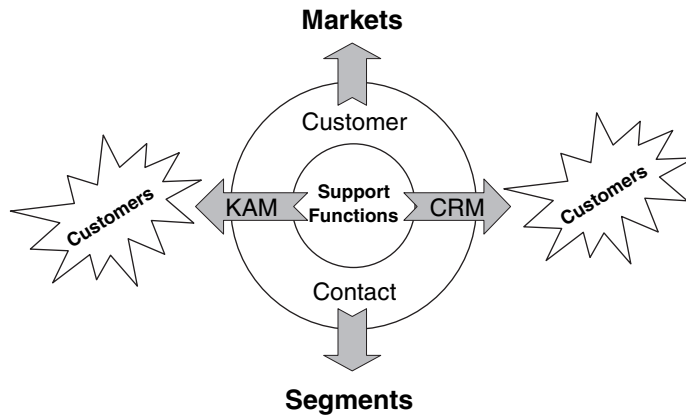 Markets
Customer
Customers
KAM
Support
Functions
CRM
Customers
Contact
Segments